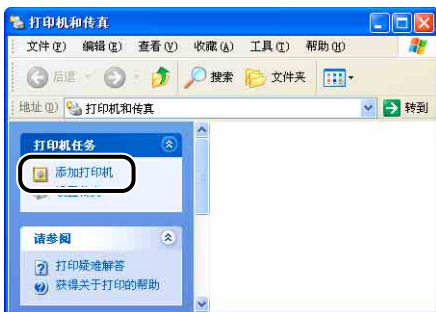 打印机和传真
文件(F) 编辑(E) 查看(V) 收藏(A) 工具(T) 帮助(H)
后退 搜索 文件夹
地址(D) 打印机和传真 转到
打印机任务
添加打印机
请参阅
打印疑难解答
获得关于打印的帮助